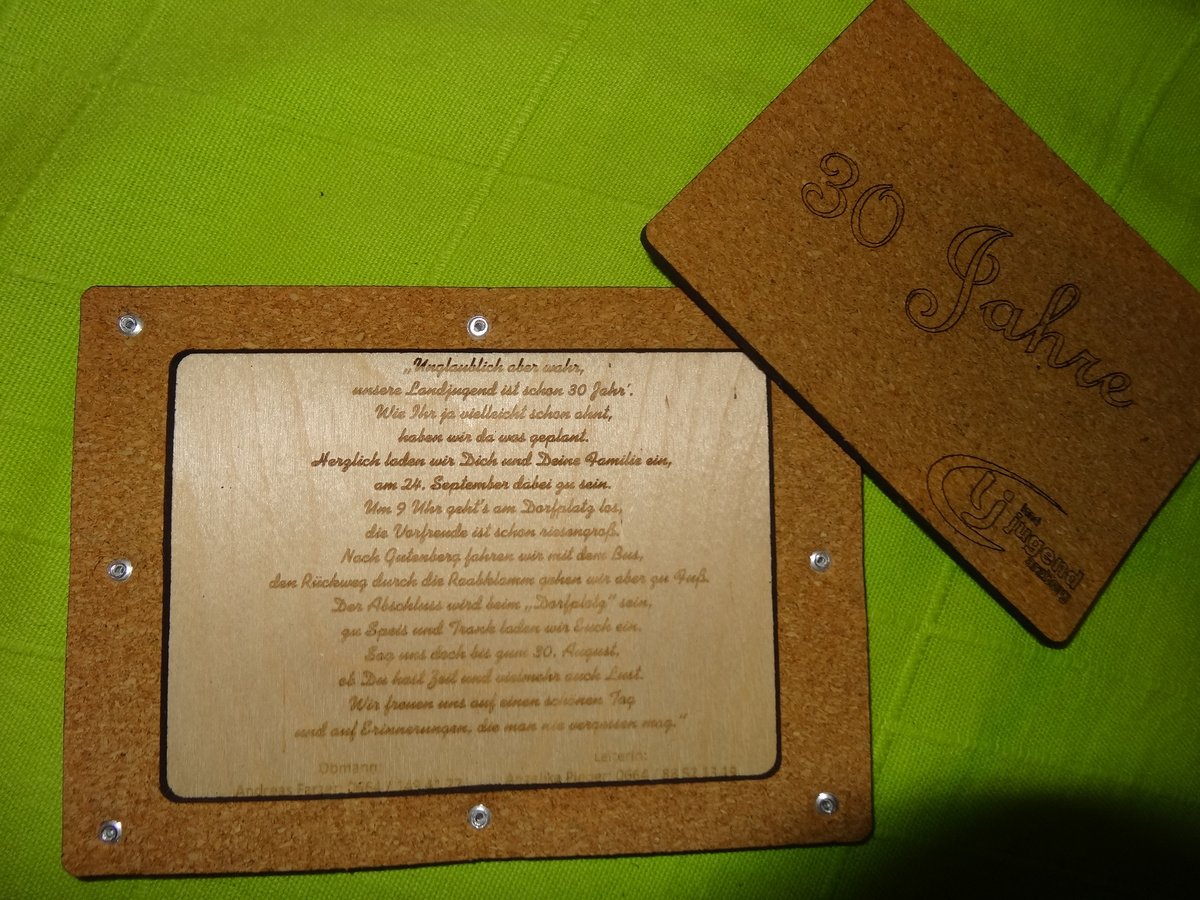 „Unglaublich aber wahr,
unsere Landjugend ist schon 30 Jahr'.
Wie Ihr ja vielleicht schon ahnt,
haben wir da was geplant.
Herzlich laden wir Dich und Deine Familie ein,
am 24. September dabei zu sein.
Um 9 Uhr geht's am Dorfplatz los,
die Vorfreude ist schon riesengroß.
Nach Gutenberg fahren wir mit dem Bus,
den Rückweg durch die Raabklamm gehen wir aber zu Fuß.
Der Abschluss wird beim „Dorfplatz" sein,
zu Speis und Trank laden wir Euch ein.
Sag uns doch bis zum 30. August,
ob Du hast Zeit und vielmehr auch Lust.
Wir freuen uns auf einen schönen Tag
und auf Erinnerungen, die man nie vergessen mag."
Obmann: Leiterin:
Andreas Angelika
30 Jahre
lj land
jugend